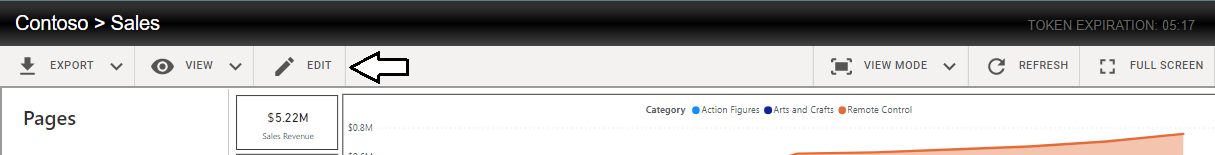 Contoso > Sales
TOKEN EXPIRATION: 05:17
EXPORT
VIEW
EDIT
VIEW MODE
REFRESH
FULL SCREEN
Pages
$5.22M
Sales Revenue
Category Action Figures Arts and Crafts Remote Control
$0.8M